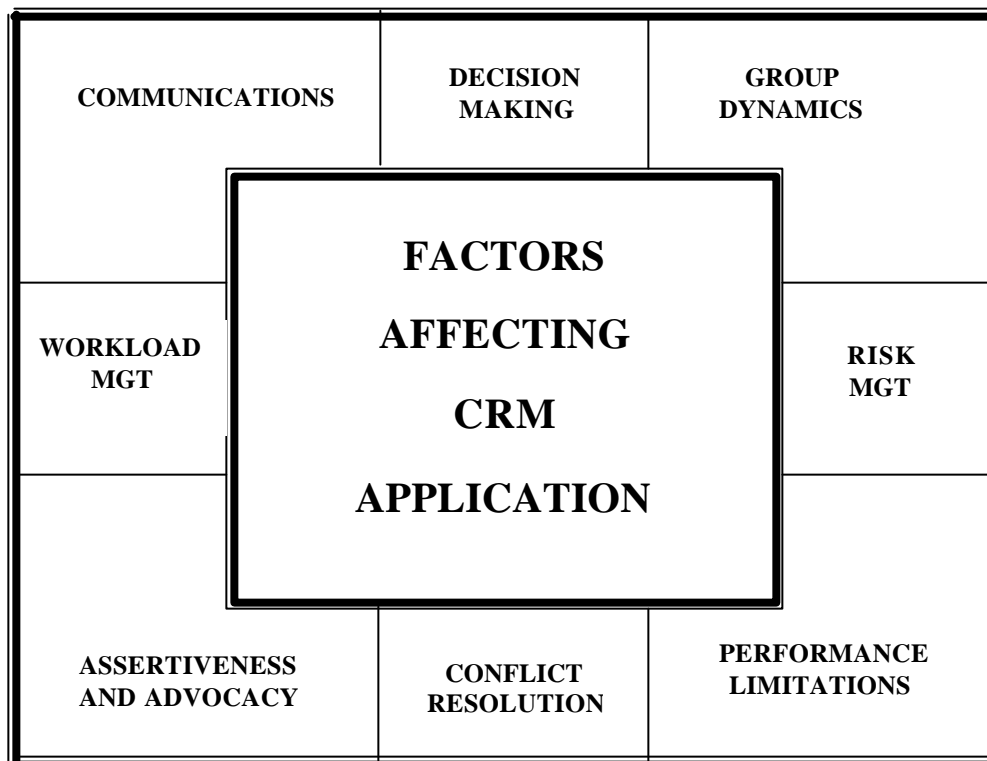 COMMUNICATIONS
DECISION
MAKING
GROUP
DYNAMICS
FACTORS
AFFECTING
CRM
APPLICATION
WORKLOAD
MGT
RISK
MGT
ASSERTIVENESS
AND ADVOCACY
CONFLICT
RESOLUTION
PERFORMANCE
LIMITATIONS